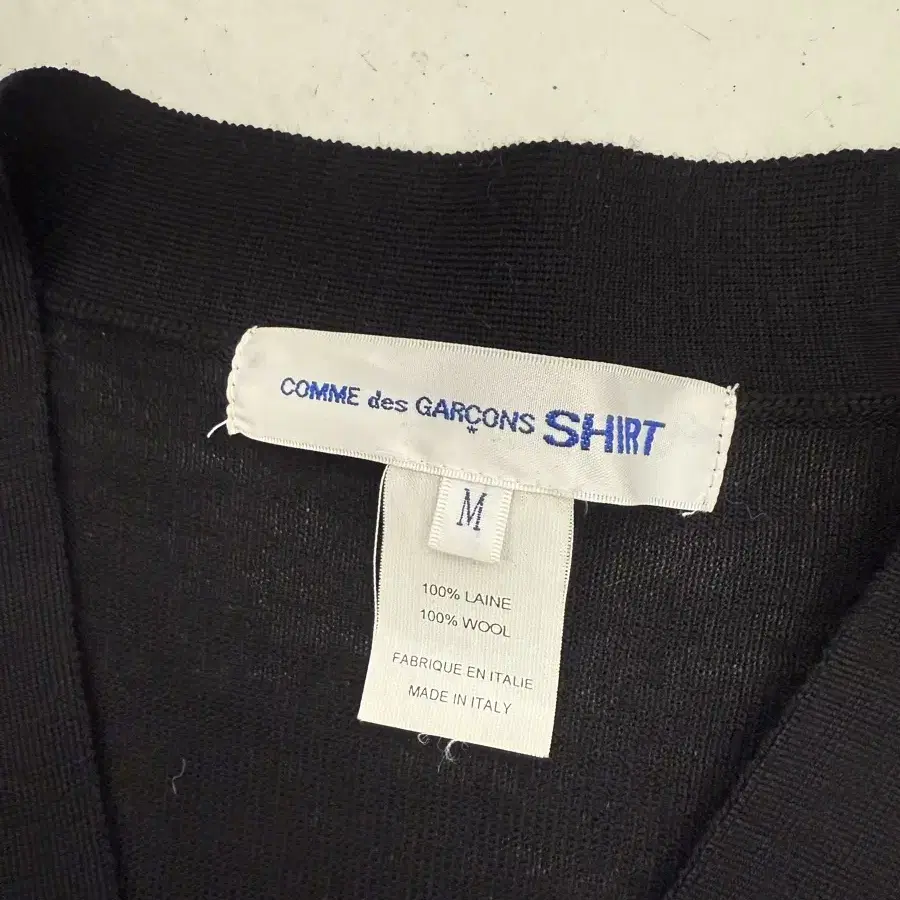 COMME des GARÇONS SHIRT
M
100% LAINE
100% WOOL
FABRIQUE EN ITALIE
MADE IN ITALY